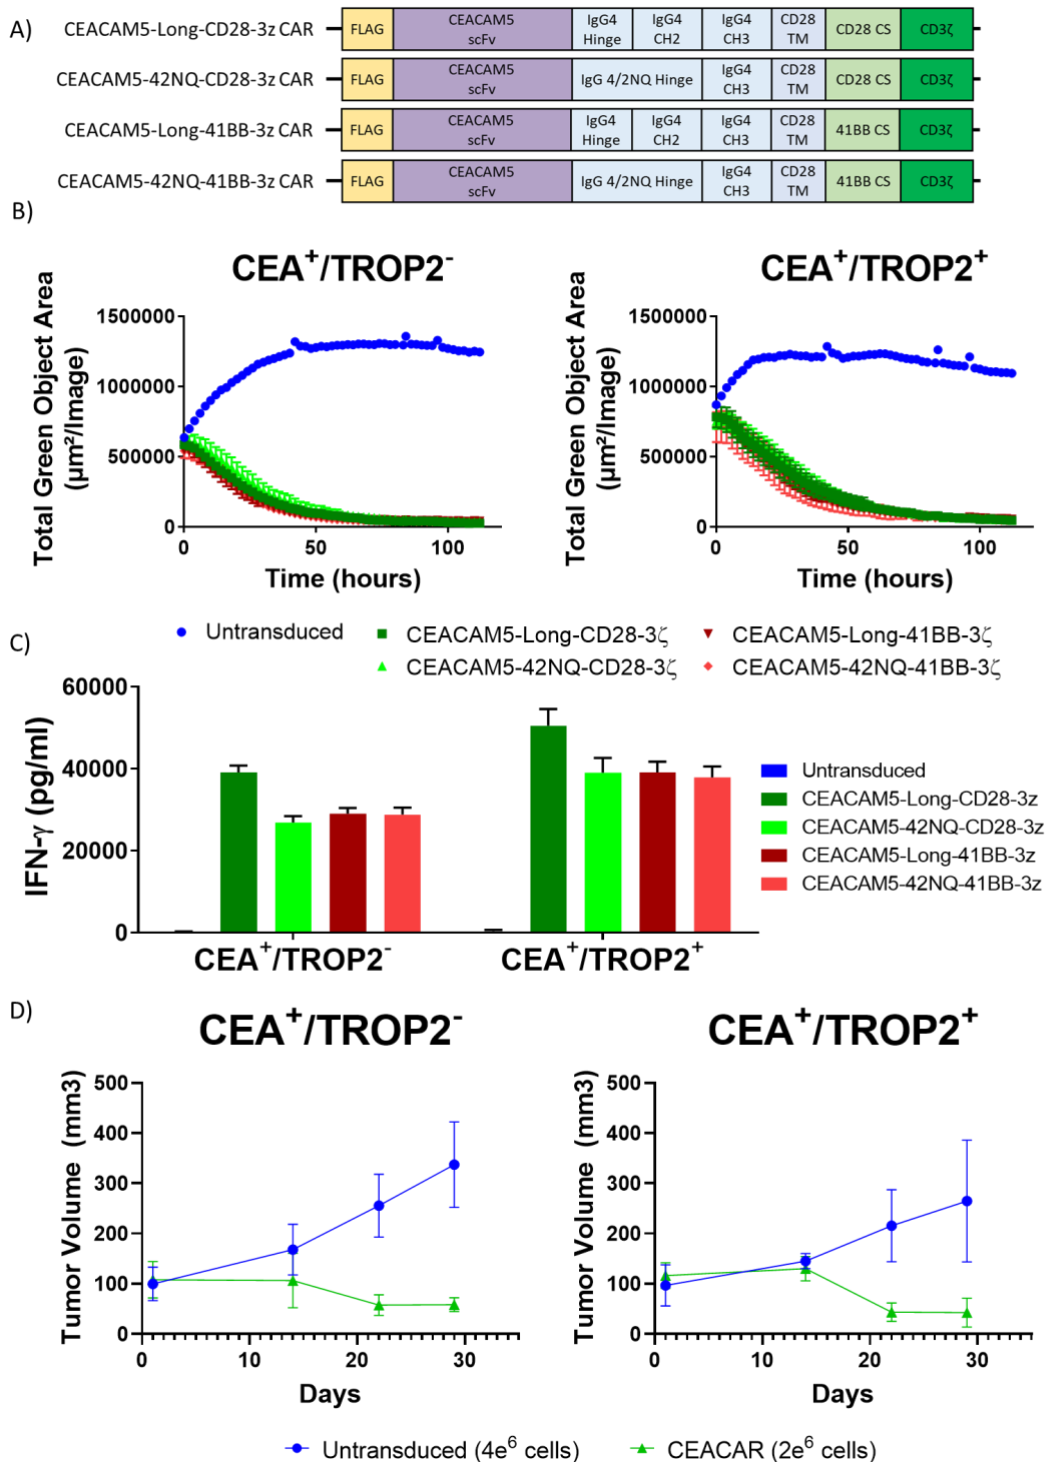 A)
CEACAM5-Long-CD28-3z CAR
FLAG
CEACAM5
scFv
IgG4
Hinge
IgG4
CH2
IgG4
CH3
CD28
TM
CD28 CS
CD3ζ
CEACAM5-42NQ-CD28-3z CAR
FLAG
CEACAM5
scFv
IgG 4/2NQ Hinge
IgG4
CH3
CD28
TM
CD28 CS
CD3ζ
CEACAM5-Long-41BB-3z CAR
FLAG
CEACAM5
scFv
IgG4
Hinge
IgG4
CH2
IgG4
CH3
CD28
TM
41BB CS
CD3ζ
CEACAM5-42NQ-41BB-3z CAR
FLAG
CEACAM5
scFv
IgG 4/2NQ Hinge
IgG4
CH3
CD28
TM
41BB CS
CD3ζ
B)
CEA⁺/TROP2⁻
Total Green Object Area
(µm²/Image)
1500000
1000000
500000
0
0
50
100
Time (hours)
CEA⁺/TROP2⁺
Total Green Object Area
(µm²/Image)
1500000
1000000
500000
0
0
50
100
Time (hours)
Untransduced
CEACAM5-Long-CD28-3ζ
CEACAM5-Long-41BB-3ζ
CEACAM5-42NQ-CD28-3ζ
CEACAM5-42NQ-41BB-3ζ
C)
IFN-γ (pg/ml)
60000
40000
20000
0
CEA⁺/TROP2⁻
CEA⁺/TROP2⁺
Untransduced
CEACAM5-Long-CD28-3z
CEACAM5-42NQ-CD28-3z
CEACAM5-Long-41BB-3z
CEACAM5-42NQ-41BB-3z
D)
CEA⁺/TROP2⁻
Tumor Volume (mm3)
500
400
300
200
100
0
0
10
20
30
Days
CEA⁺/TROP2⁺
Tumor Volume (mm3)
500
400
300
200
100
0
0
10
20
30
Days
Untransduced (4e⁶ cells)
CEACAR (2e⁶ cells)